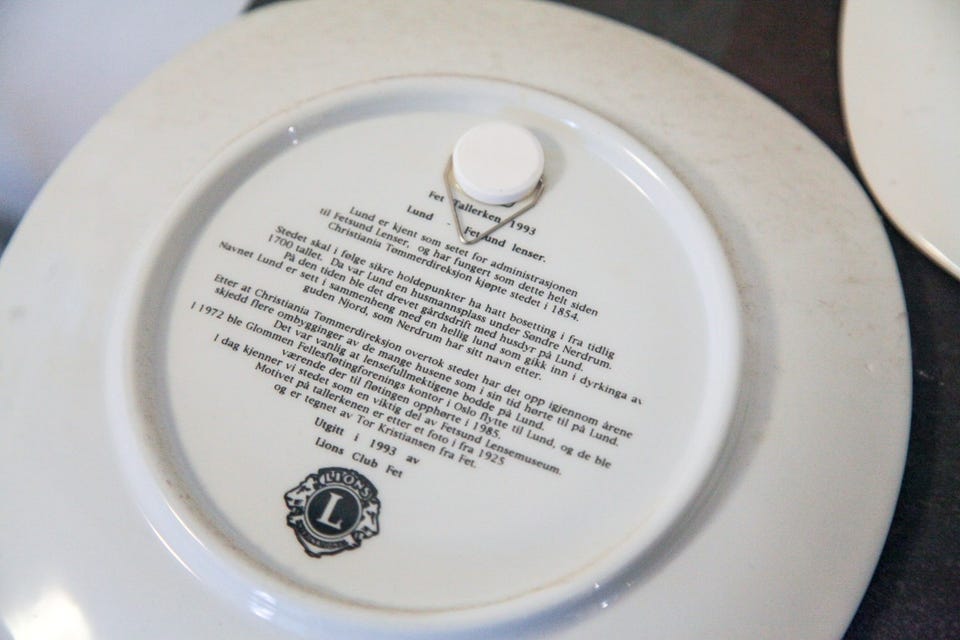 Fet Tallerken 1993
Lund - Fetsund lenser.
Lund er kjent som setet for administrasjonen
til Fetsund Lenser, og har fungert som dette helt siden
Christiania Tømmerdireksjon kjøpte stedet i 1854.
Stedet skal i følge sikre holdepunkter ha hatt bosetting i fra tidlig
1700 tallet. Da var Lund en husmannsplass under Søndre Nerdrum.
På den tiden ble det drevet gårdsdrift med husdyr på Lund.
Navnet Lund er sett i sammenheng med en hellig lund som gikk inn i dyrkinga av
guden Njord, som Nerdrum har sitt navn etter.
Etter at Christiania Tømmerdireksjon overtok stedet har det opp igjennom årene
skjedd flere ombygginger av de mange husene som i sin tid hørte til på Lund.
Det var vanlig at lensefullmektigene bodde på Lund.
I 1972 ble Glommen Fellesfløtingforenings kontor i Oslo flytte til Lund, og de ble
værende der til fløtingen opphørte i 1985.
I dag kjenner vi stedet som en viktig del av Fetsund Lensemuseum.
Motivet på tallerkenen er etter et foto i fra 1925
og er tegnet av Tor Kristiansen fra Fet.
Utgitt i 1993 av
Lions Club Fet
LIONS
L
INTERNATIONAL